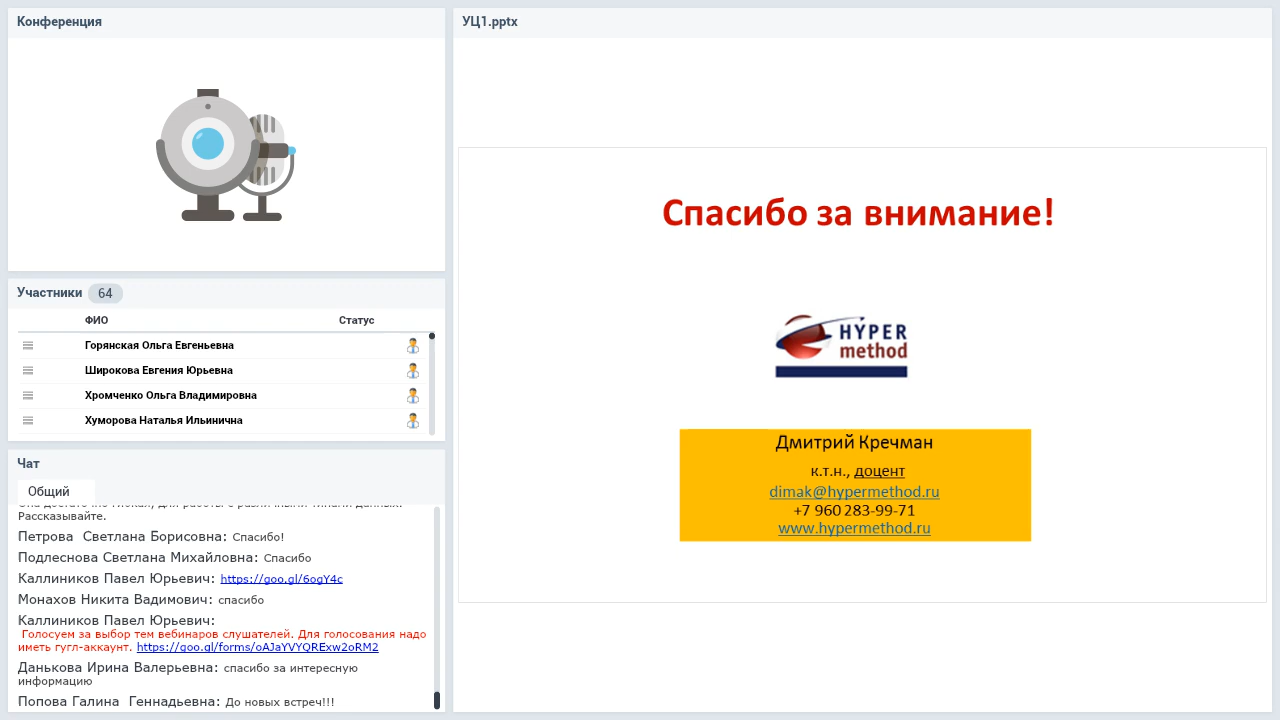 Конференция
Участники 64
ФИО Статус
Горянская Ольга Евгеньевна
Широкова Евгения Юрьевна
Хромченко Ольга Владимировна
Хуморова Наталья Ильинична
Чат
Общий
Рассказывайте.
Петрова Светлана Борисовна: Спасибо!
Подлеснова Светлана Михайловна: Спасибо
Каллиников Павел Юрьевич: https://goo.gl/6ogY4c
Монахов Никита Вадимович: спасибо
Каллиников Павел Юрьевич:
Голосуем за выбор тем вебинаров слушателей. Для голосования надо
иметь гугл-аккаунт. https://goo.gl/forms/oAJaYVYQRExw2oRM2
Данькова Ирина Валерьевна: спасибо за интересную
информацию
Попова Галина Геннадьевна: До новых встреч!!!
УЦ1.pptx
Спасибо за внимание!
HYPER
method
Дмитрий Кречман
к.т.н., доцент
dimak@hypermethod.ru
+7 960 283-99-71
www.hypermethod.ru